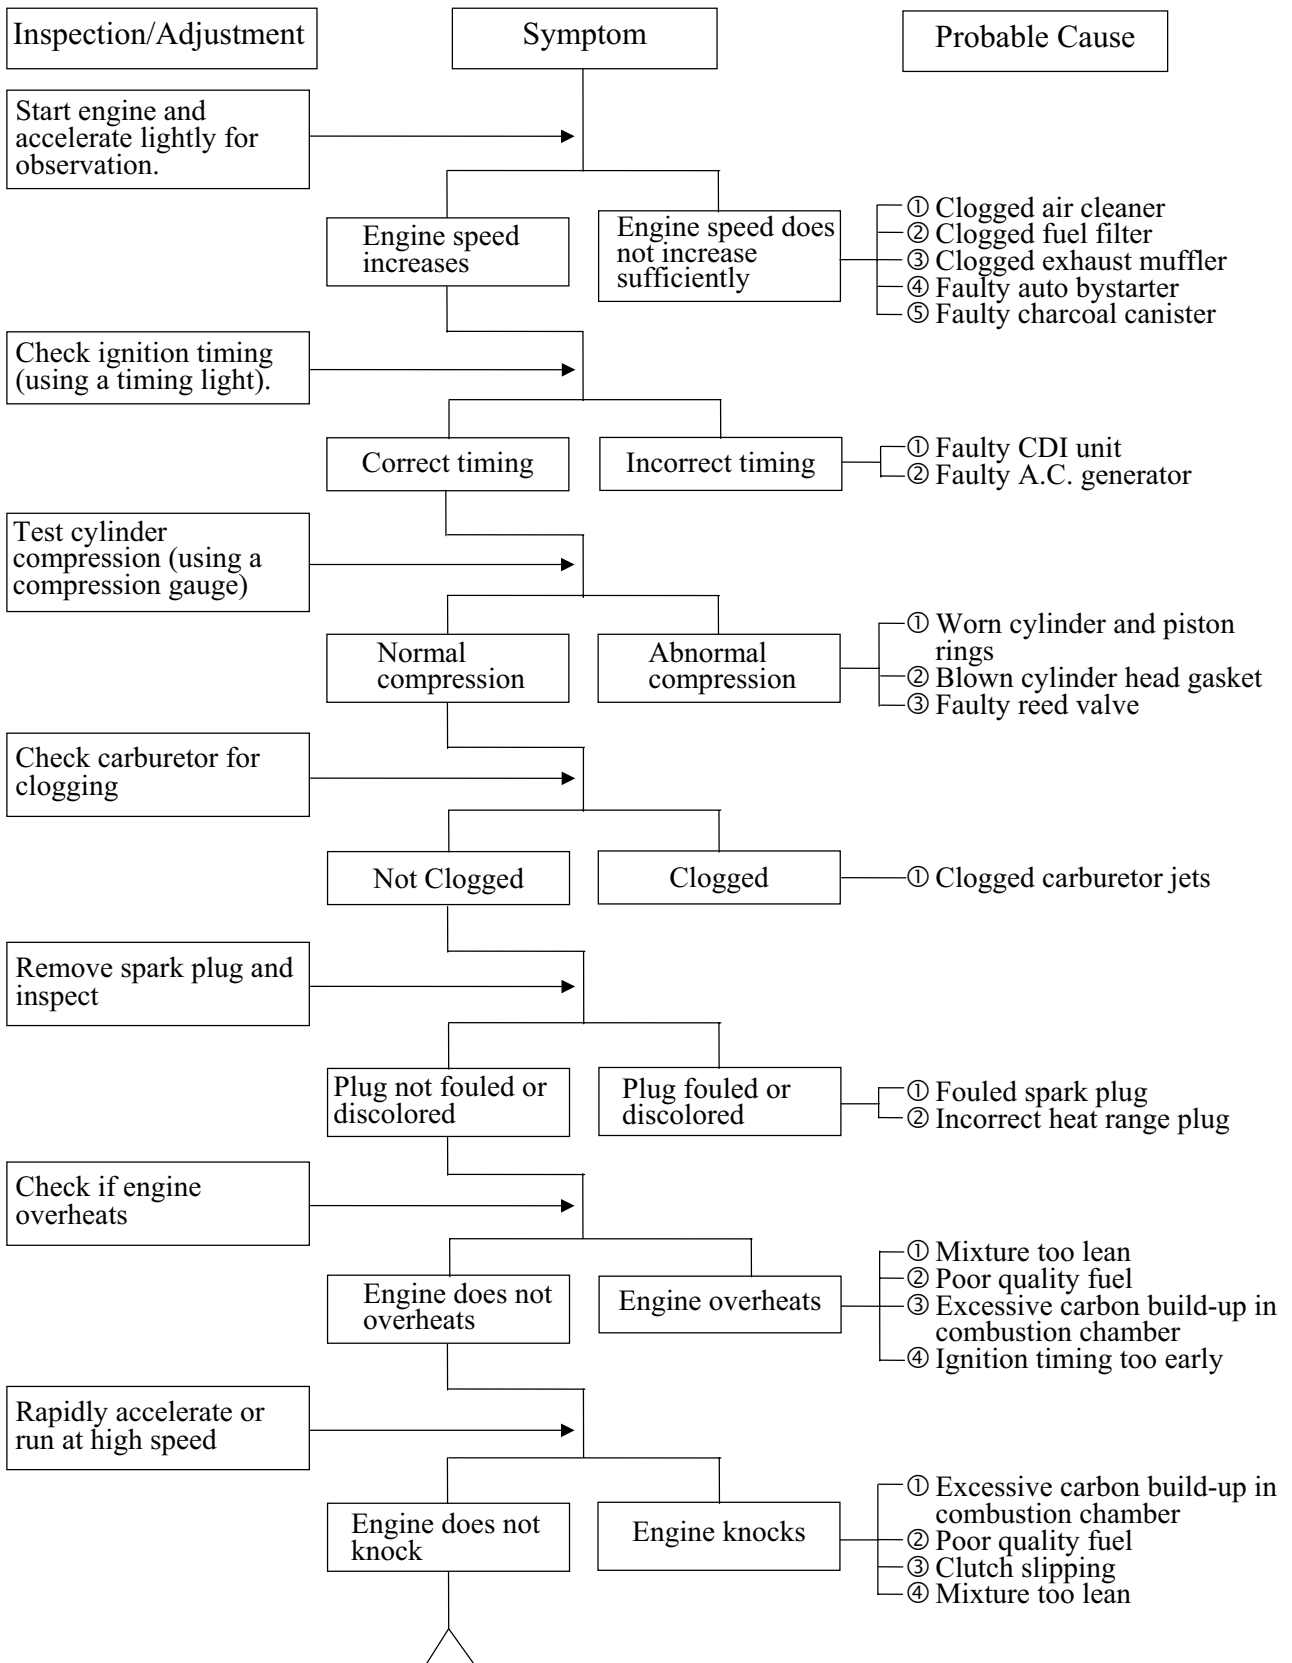 Inspection/Adjustment
Symptom
Probable Cause
Start engine and
accelerate lightly for
observation.
Engine speed
increases
Engine speed does
not increase
sufficiently
① Clogged air cleaner
② Clogged fuel filter
③ Clogged exhaust muffler
④ Faulty auto bystarter
⑤ Faulty charcoal canister
Check ignition timing
(using a timing light).
Correct timing
Incorrect timing
① Faulty CDI unit
② Faulty A.C. generator
Test cylinder
compression (using a
compression gauge)
Normal
compression
Abnormal
compression
① Worn cylinder and piston
rings
② Blown cylinder head gasket
③ Faulty reed valve
Check carburetor for
clogging
Not Clogged
Clogged
① Clogged carburetor jets
Remove spark plug and
inspect
Plug not fouled or
discolored
Plug fouled or
discolored
① Fouled spark plug
② Incorrect heat range plug
Check if engine
overheats
Engine does not
overheats
Engine overheats
① Mixture too lean
② Poor quality fuel
③ Excessive carbon build-up in
combustion chamber
④ Ignition timing too early
Rapidly accelerate or
run at high speed
Engine does not
knock
Engine knocks
① Excessive carbon build-up in
combustion chamber
② Poor quality fuel
③ Clutch slipping
④ Mixture too lean